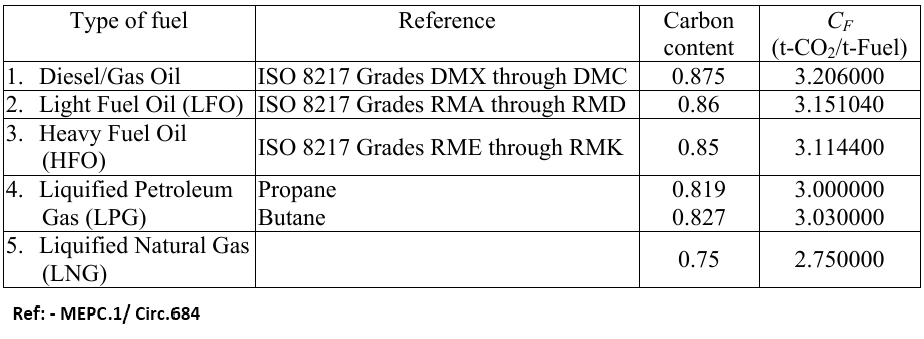 Type of fuel Reference Carbon content C_F (t-CO₂/t-Fuel)
1. Diesel/Gas Oil ISO 8217 Grades DMX through DMC 0.875 3.206000
2. Light Fuel Oil (LFO) ISO 8217 Grades RMA through RMD 0.86 3.151040
3. Heavy Fuel Oil (HFO) ISO 8217 Grades RME through RMK 0.85 3.114400
4. Liquified Petroleum Gas (LPG) Propane 0.819 3.000000
Butane 0.827 3.030000
5. Liquified Natural Gas (LNG) 0.75 2.750000
Ref: - MEPC.1/ Circ.684